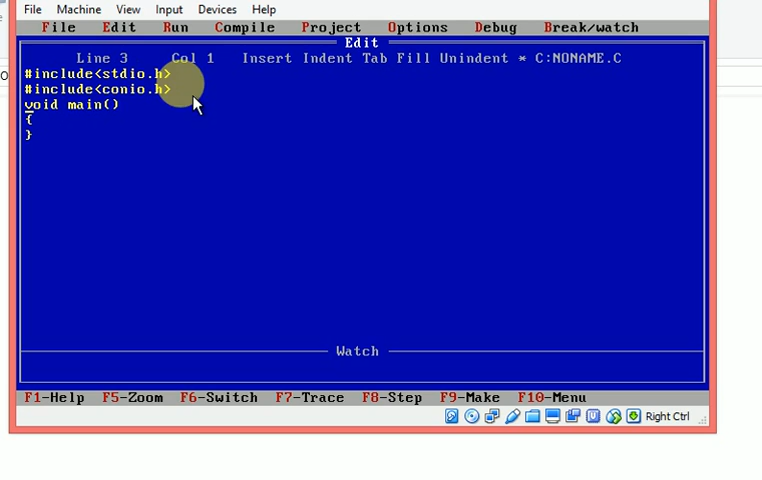 File Machine View Input Devices Help
File Edit Run Compile Project Options Debug Break/watch
Edit
Line 3 Col 1 Insert Indent Tab Fill Unindent * C:NONAME.C
#include<stdio.h>
#include<conio.h>
void main()
{
}
Watch
F1-Help F5-Zoom F6-Switch F7-Trace F8-Step F9-Make F10-Menu
Right Ctrl